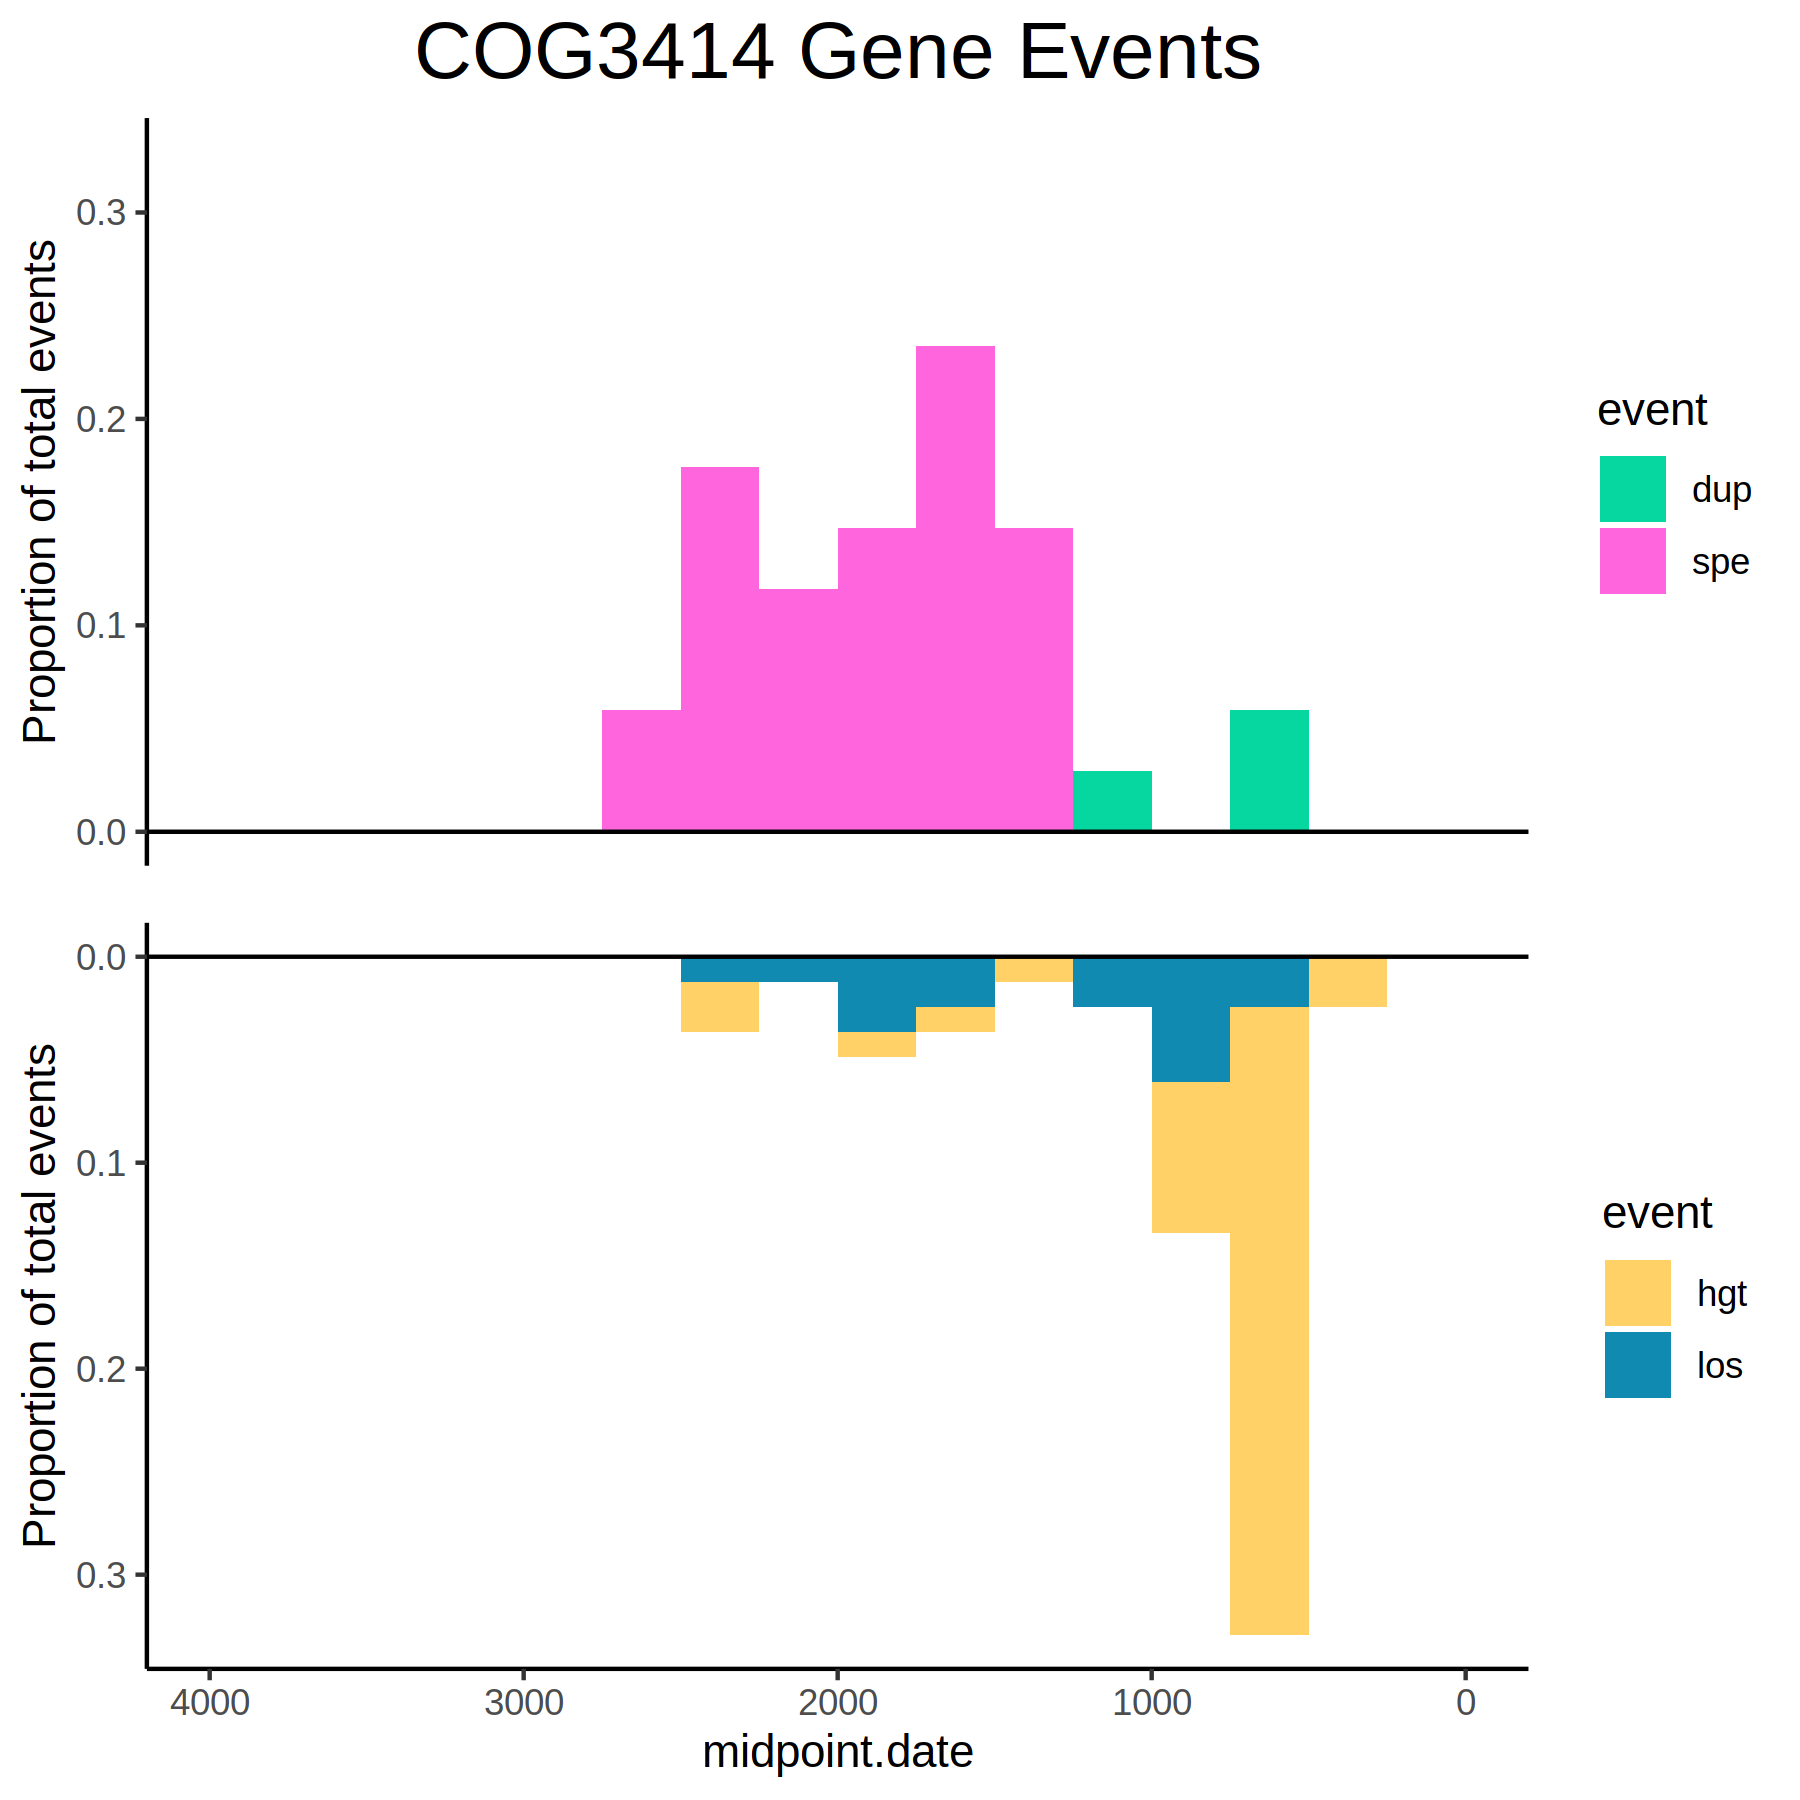 COG3414 Gene Events
Proportion of total events
0.3
0.2
0.1
0.0
event
dup
spe
Proportion of total events
0.0
0.1
0.2
0.3
event
hgt
los
4000 3000 2000 1000 0
midpoint.date